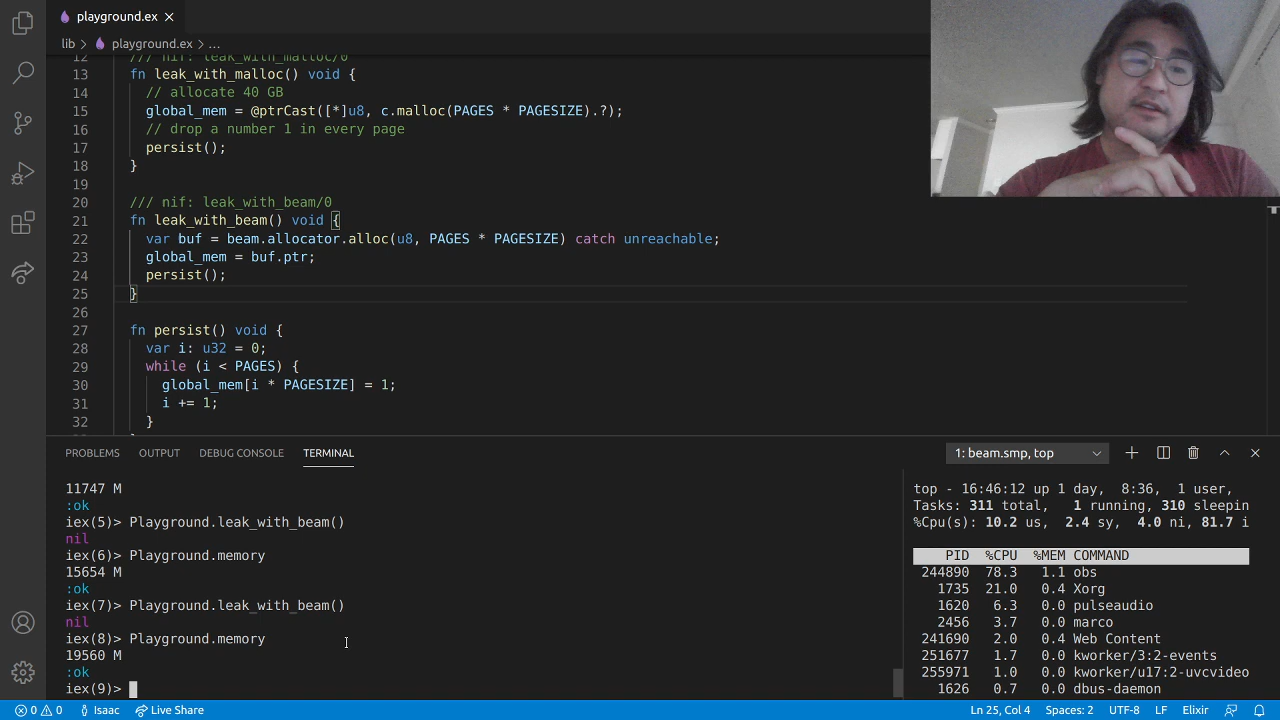 playground.ex
lib › playground.ex › …
12 /// nif: leak_with_malloc/0
13 fn leak_with_malloc() void {
14 // allocate 40 GB
15 global_mem = @ptrCast([*]u8, c.malloc(PAGES * PAGESIZE).?);
16 // drop a number 1 in every page
17 persist();
18 }
19
20 /// nif: leak_with_beam/0
21 fn leak_with_beam() void {
22 var buf = beam.allocator.alloc(u8, PAGES * PAGESIZE) catch unreachable;
23 global_mem = buf.ptr;
24 persist();
25 }
26
27 fn persist() void {
28 var i: u32 = 0;
29 while (i < PAGES) {
30 global_mem[i * PAGESIZE] = 1;
31 i += 1;
32 }
PROBLEMS OUTPUT DEBUG CONSOLE TERMINAL 1: beam.smp, top
11747 M
:ok
iex(5)> Playground.leak_with_beam()
nil
iex(6)> Playground.memory
15654 M
:ok
iex(7)> Playground.leak_with_beam()
nil
iex(8)> Playground.memory
19560 M
:ok
iex(9)>
top - 16:46:12 up 1 day, 8:36, 1 user,
Tasks: 311 total, 1 running, 310 sleepin
%Cpu(s): 10.2 us, 2.4 sy, 4.0 ni, 81.7 i
PID %CPU %MEM COMMAND
244890 78.3 1.1 obs
1735 21.0 0.4 Xorg
1620 6.3 0.0 pulseaudio
2456 3.7 0.0 marco
241690 2.0 0.4 Web Content
251677 1.7 0.0 kworker/3:2-events
255971 1.0 0.0 kworker/u17:2-uvcvideo
1626 0.7 0.0 dbus-daemon
0 0 Isaac Live Share Ln 25, Col 4 Spaces: 2 UTF-8 LF Elixir